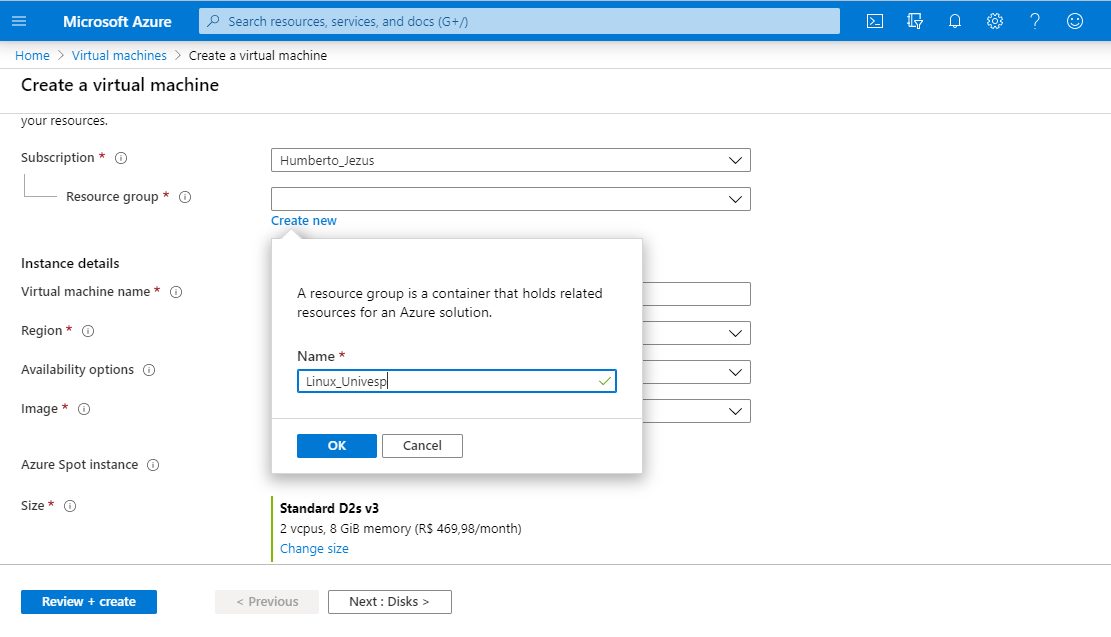 Microsoft Azure
Search resources, services, and docs (G+/)
Home > Virtual machines > Create a virtual machine
Create a virtual machine
your resources.
Subscription *
Humberto_Jezus
Resource group *
Create new
A resource group is a container that holds related
resources for an Azure solution.
Name *
Linux_Univesp
OK
Cancel
Instance details
Virtual machine name *
Region *
Availability options
Image *
Azure Spot instance
Size *
Standard D2s v3
2 vcpus, 8 GiB memory (R$ 469,98/month)
Change size
Review + create
< Previous
Next : Disks >